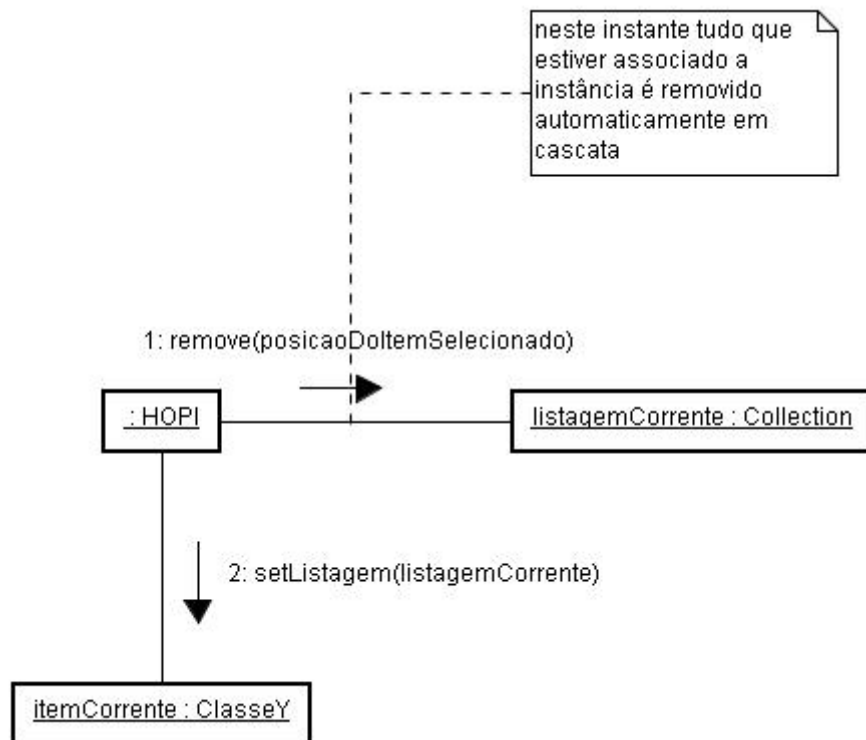 neste instante tudo que
estiver associado a
instância é removido
automaticamente em
cascata
1: remove(posicaoDoItemSelecionado)
: HOPI
listagemCorrente : Collection
2: setListagem(listagemCorrente)
itemCorrente : ClasseY